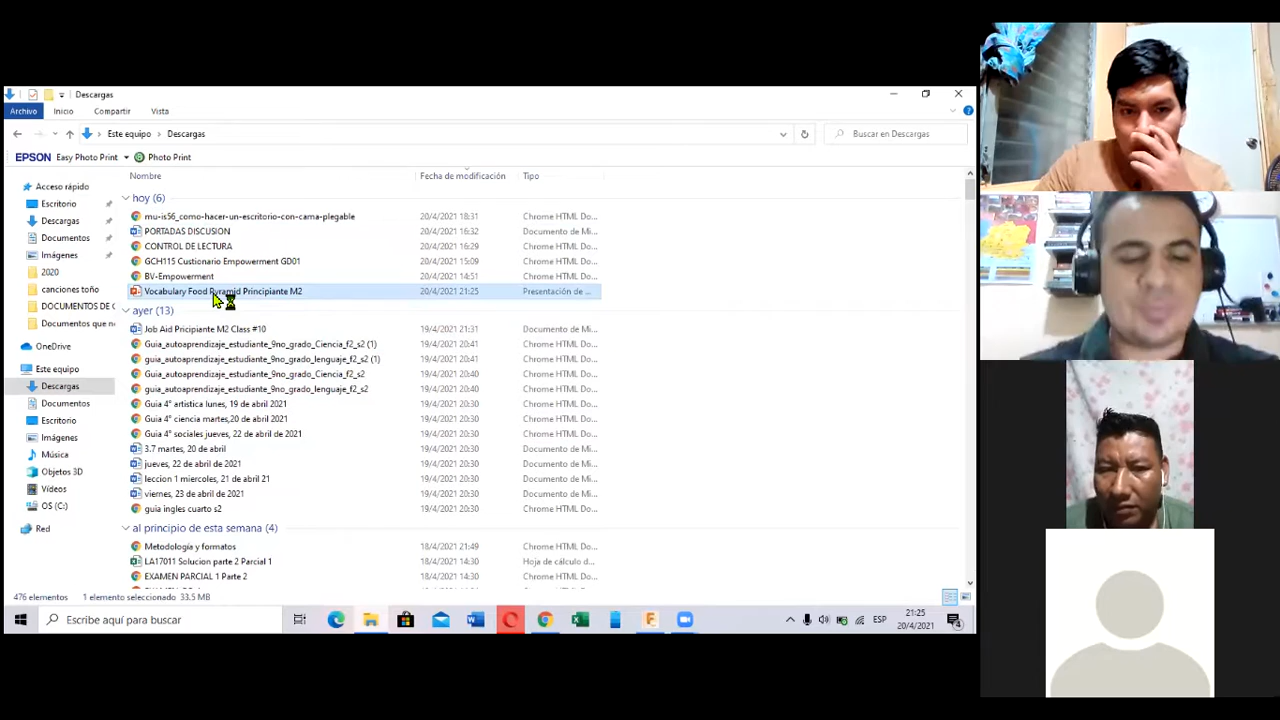 Descargas
Archivo Inicio Compartir Vista
Este equipo > Descargas
Buscar en Descargas
EPSON Easy Photo Print Photo Print
Nombre Fecha de modificación Tipo
Acceso rápido
Escritorio
Descargas
Documentos
Imágenes
2020
canciones toño
DOCUMENTOS DE
Documentos que
OneDrive
Este equipo
Descargas
Documentos
Escritorio
Imágenes
Música
Objetos 3D
Vídeos
OS (C:)
Red
hoy (6)
mu-is56_como-hacer-un-escritorio-con-cama-plegable 20/4/2021 18:31 Chrome HTML Do...
PORTADAS DISCUSION 20/4/2021 16:32 Documento de Mi...
CONTROL DE LECTURA 20/4/2021 16:29 Chrome HTML Do...
GCH115 Custionario Empowerment GD01 20/4/2021 15:09 Chrome HTML Do...
BV-Empowerment 20/4/2021 14:51 Chrome HTML Do...
Vocabulary Food Pyramid Principiante M2 20/4/2021 21:25 Presentación de ...
ayer (13)
Job Aid Pricipiante M2 Class #10 19/4/2021 21:31 Documento de Mi...
Guia_autoaprendizaje_estudiante_9no_grado_Ciencia_f2_s2 (1) 19/4/2021 20:41 Chrome HTML Do...
guia_autoaprendizaje_estudiante_9no_grado_lenguaje_f2_s2 (1) 19/4/2021 20:41 Chrome HTML Do...
Guia_autoaprendizaje_estudiante_9no_grado_Ciencia_f2_s2 19/4/2021 20:40 Chrome HTML Do...
guia_autoaprendizaje_estudiante_9no_grado_lenguaje_f2_s2 19/4/2021 20:40 Chrome HTML Do...
Guia 4° artistica lunes, 19 de abril 2021 19/4/2021 20:30 Chrome HTML Do...
Guia 4° ciencia martes,20 de abril 2021 19/4/2021 20:30 Chrome HTML Do...
Guia 4° sociales jueves, 22 de abril de 2021 19/4/2021 20:30 Chrome HTML Do...
3.7 martes, 20 de abril 19/4/2021 20:30 Documento de Mi...
jueves, 22 de abril de 2021 19/4/2021 20:30 Documento de Mi...
leccion 1 miercoles, 21 de abril 21 19/4/2021 20:30 Documento de Mi...
viernes, 23 de abril de 2021 19/4/2021 20:30 Documento de Mi...
guia ingles cuarto s2 19/4/2021 20:30 Chrome HTML Do...
al principio de esta semana (4)
Metodología y formatos 18/4/2021 21:49 Chrome HTML Do...
LA17011 Solucion parte 2 Parcial 1 18/4/2021 14:30 Hoja de cálculo d...
EXAMEN PARCIAL 1 Parte 2 18/4/2021 14:30 Chrome HTML Do...
476 elementos 1 elemento seleccionado 33.5 MB
Escribe aquí para buscar
ESP
21:25
20/4/2021
4